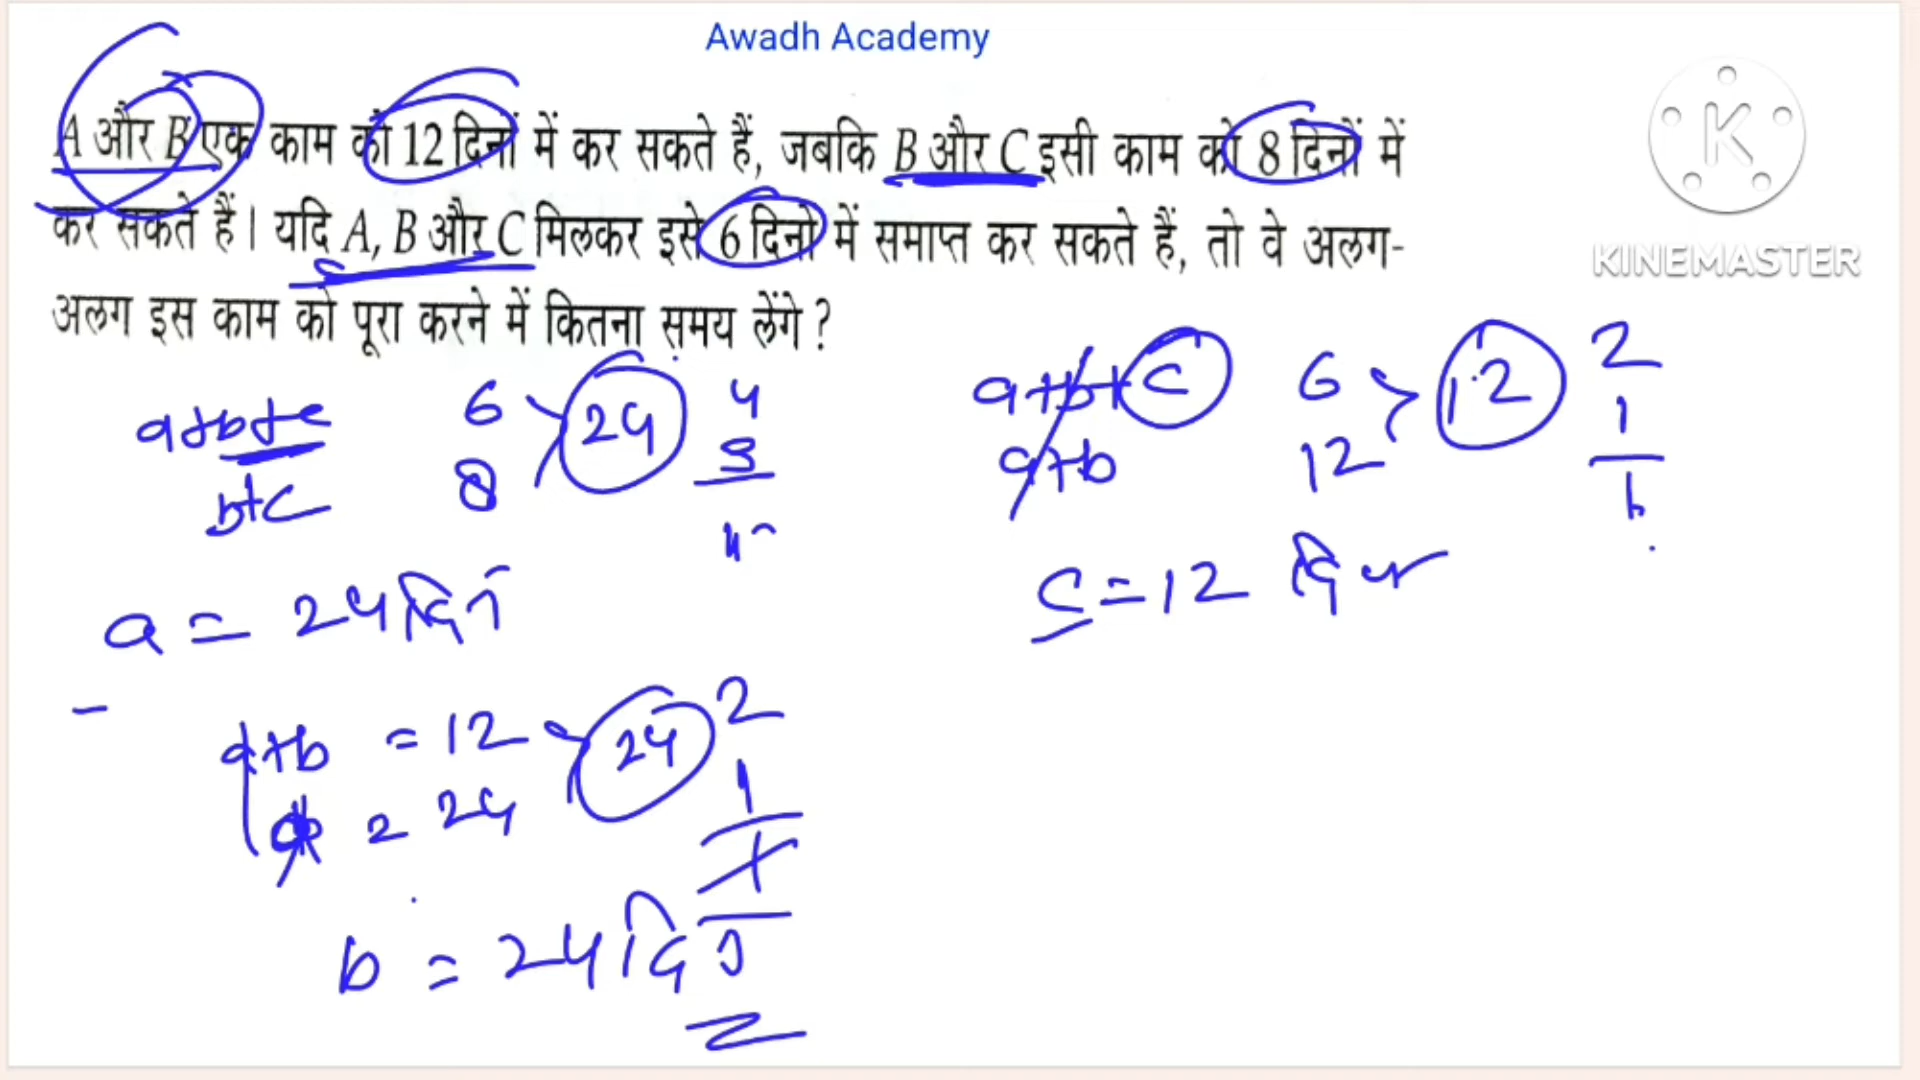 Awadh Academy
A और B एक काम को 12 दिनों में कर सकते हैं, जबकि B और C इसी काम को 8 दिनों में
कर सकते हैं। यदि A, B और C मिलकर इसे 6 दिनों में समाप्त कर सकते हैं, तो वे अलग-
अलग इस काम को पूरा करने में कितना समय लेंगे ?
K
KINEMASTER
a+b+c 6 24 4
b+c 8 3
a = 24 दिन
a+b = 12 24 2
a = 24 1
b = 24 दिन
a+b+c 6 12 2
a+b 12 1
c = 12 दिन